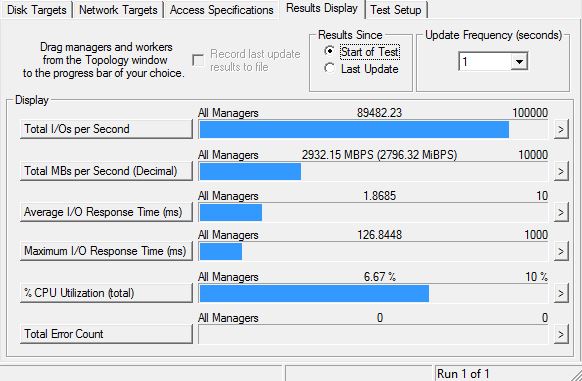 Disk Targets Network Targets Access Specifications Results Display Test Setup
Drag managers and workers
from the Topology window
to the progress bar of your choice.
Record last update
results to file
Results Since
Start of Test
Last Update
Update Frequency (seconds)
1
Display
All Managers 89482.23 100000
Total I/Os per Second >
All Managers 2932.15 MBPS (2796.32 MiBPS) 10000
Total MBs per Second (Decimal) >
All Managers 1.8685 10
Average I/O Response Time (ms) >
All Managers 126.8448 1000
Maximum I/O Response Time (ms) >
All Managers 6.67 % 10 %
% CPU Utilization (total) >
All Managers 0 0
Total Error Count >
Run 1 of 1